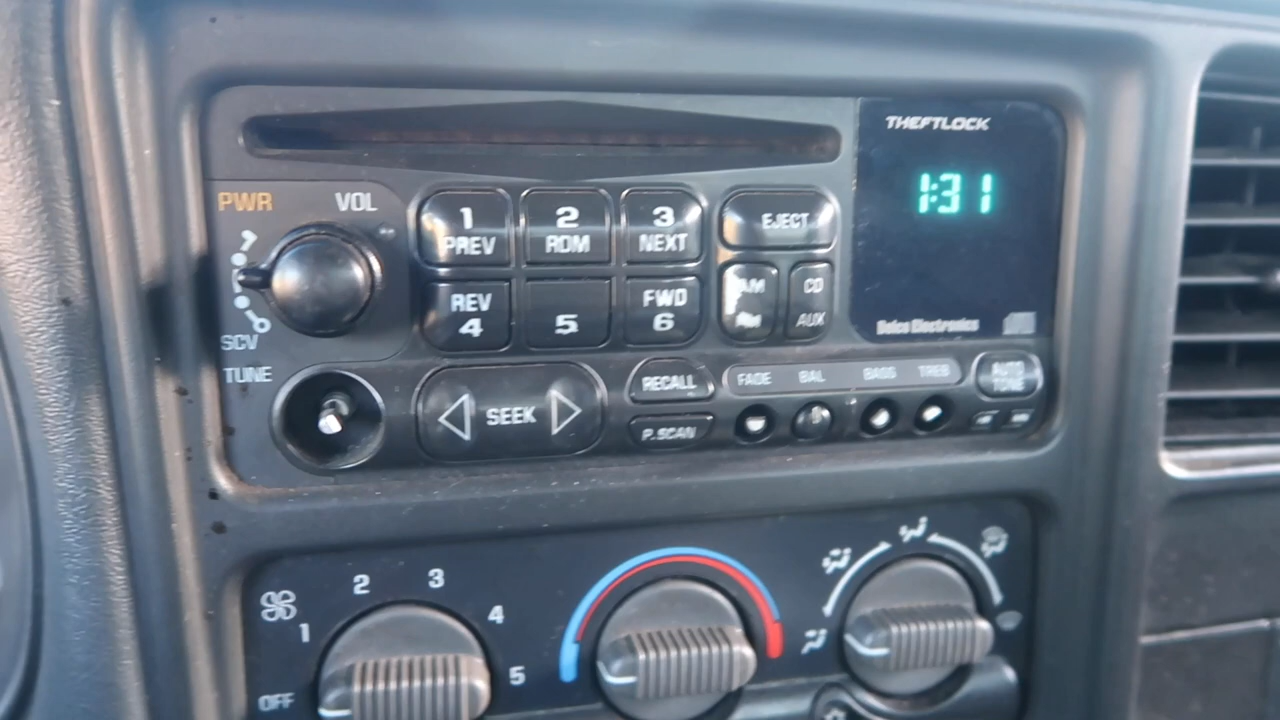 THEFTLOCK
1:31
PWR VOL
1 2 3 EJECT
PREV RDM NEXT
REV FWD AM CD
4 5 6 FM AUX
Delco Electronics
SCV
TUNE
SEEK
RECALL FADE BAL BASS TREB AUTO TONE
P.SCAN
OFF 1 2 3 4 5